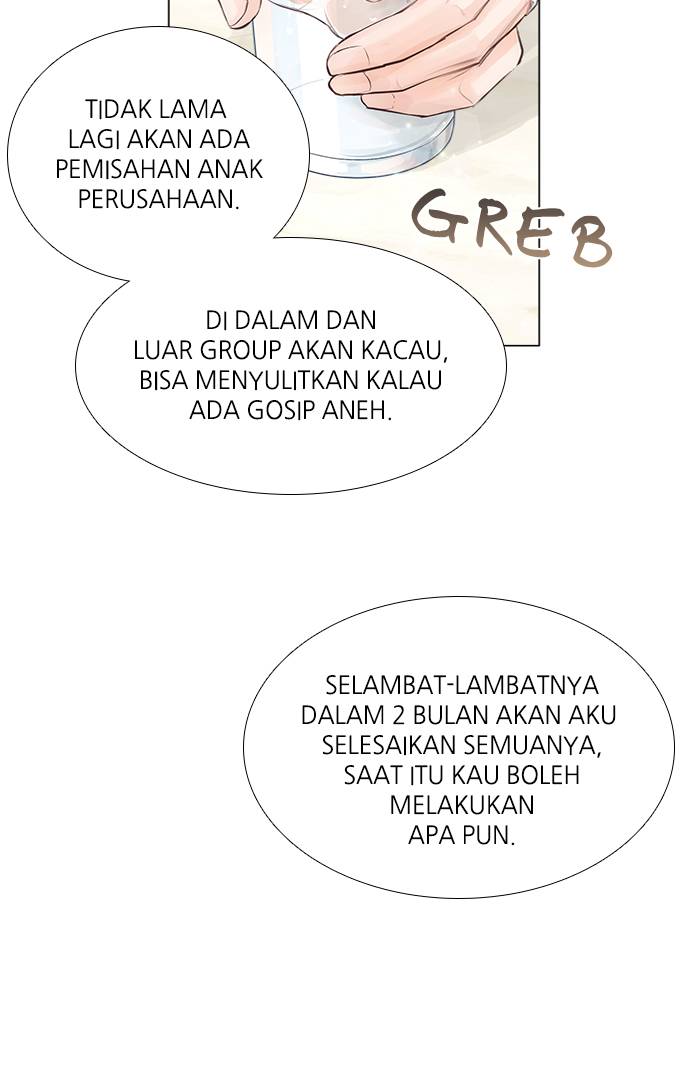 TIDAK LAMA
LAGI AKAN ADA
PEMISAHAN ANAK
PERUSAHAAN.
GREB
DI DALAM DAN
LUAR GROUP AKAN KACAU,
BISA MENYULITKAN KALAU
ADA GOSIP ANEH.
SELAMBAT-LAMBATNYA
DALAM 2 BULAN AKAN AKU
SELESAIKAN SEMUANYA,
SAAT ITU KAU BOLEH
MELAKUKAN
APA PUN.